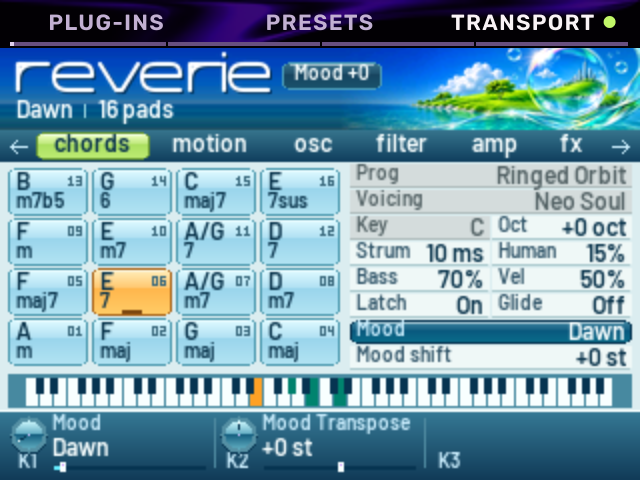 PLUG-INS PRESETS TRANSPORT
reverie Mood +0
Dawn | 16 pads
← chords motion osc filter amp fx →
B 13 G 14 C 15 E 16
m7b5 6 maj7 7sus
F 09 E 10 A/G 11 D 12
m m7 7 7
F 05 E 06 A/G 07 D 08
maj7 7 m7 m7
A 01 F 02 G 03 C 04
m maj maj maj
Prog Ringed Orbit
Voicing Neo Soul
Key C Oct +0 oct
Strum 10 ms Human 15%
Bass 70% Vel 50%
Latch On Glide Off
Mood Dawn
Mood shift +0 st
Mood Mood Transpose
Dawn +0 st
K1 K2 K3